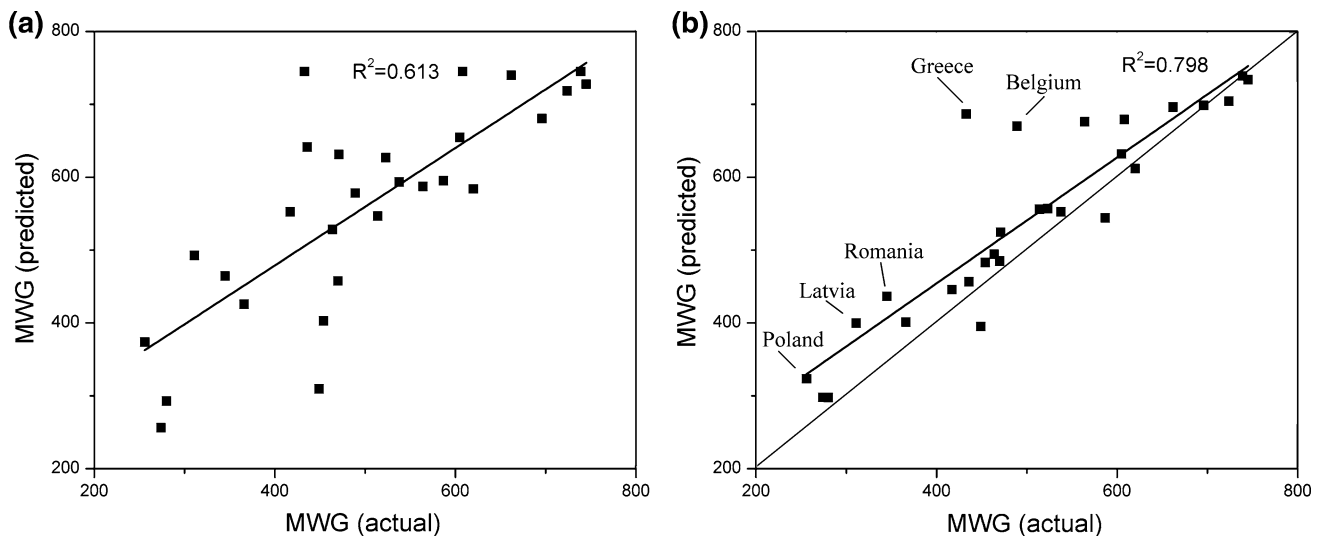 (a)
800
600
400
200
MWG (predicted)
R²=0.613
200 400 600 800
MWG (actual)
(b)
800
600
400
200
MWG (predicted)
Greece
Belgium
R²=0.798
Romania
Latvia
Poland
200 400 600 800
MWG (actual)